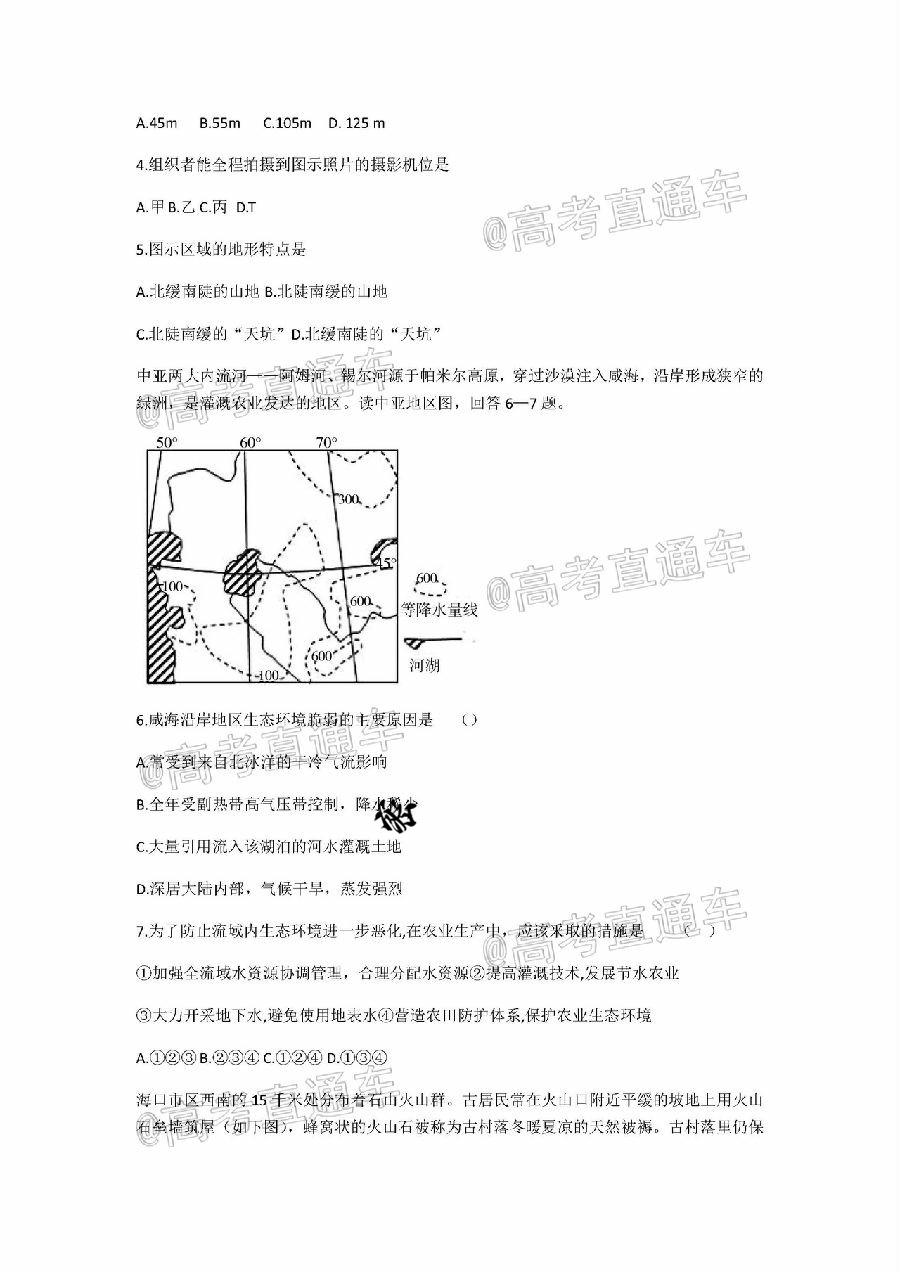 A.45m B.55m C.105m D. 125 m
4.组织者能全程拍摄到图示照片的摄影机位是
A.甲 B.乙 C.丙 D.T
@高考直通车
5.图示区域的地形特点是
A.北缓南陡的山地 B.北陡南缓的山地
C.北陡南缓的“天坑”D.北缓南陡的“天坑”
中亚两大内流河——阿姆河、锡尔河源于帕米尔高原，穿过沙漠注入咸海，沿岸形成狭窄的
绿洲，是灌溉农业发达的地区。读中亚地区图，回答 6—7 题。
@高考直通车
50° 60° 70°
300
45°
100
600
600
100
600
等降水量线
河湖
@高考直通车
6.咸海沿岸地区生态环境脆弱的主要原因是 （）
@高考直通车
A.常受到来自北冰洋的干冷气流影响
B.全年受副热带高气压带控制，降水稀少
C.大量引用流入该湖泊的河水灌溉土地
D.深居大陆内部，气候干旱，蒸发强烈
7.为了防止流域内生态环境进一步恶化,在农业生产中，应该采取的措施是 （ ）
@高考直通车
①加强全流域水资源协调管理，合理分配水资源②提高灌溉技术,发展节水农业
③大力开采地下水,避免使用地表水④营造农田防护体系,保护农业生态环境
A.①②③ B.②③④ C.①②④ D.①③④
海口市区西南的 15 千米处分布着石山火山群。古居民常在火山口附近平缓的坡地上用火山
石垒墙筑屋（如下图），蜂窝状的火山石被称为古村落冬暖夏凉的天然被褥。古村落里仍保
@高考直通车